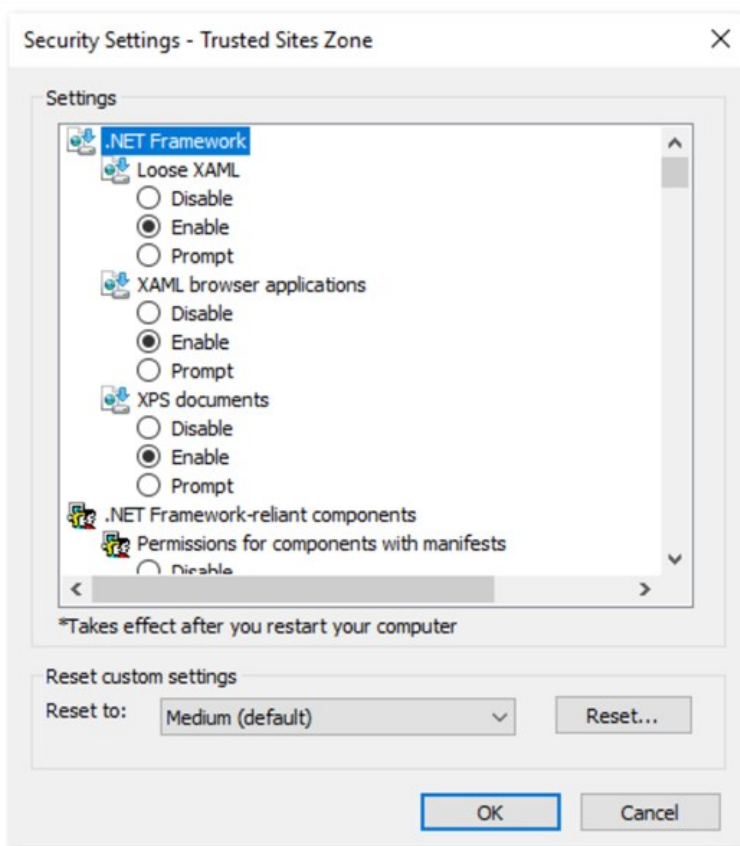 Security Settings - Trusted Sites Zone
Settings
.NET Framework
Loose XAML
Disable
Enable
Prompt
XAML browser applications
Disable
Enable
Prompt
XPS documents
Disable
Enable
Prompt
.NET Framework-reliant components
Permissions for components with manifests
Disable
*Takes effect after you restart your computer
Reset custom settings
Reset to: Medium (default) Reset...
OK Cancel